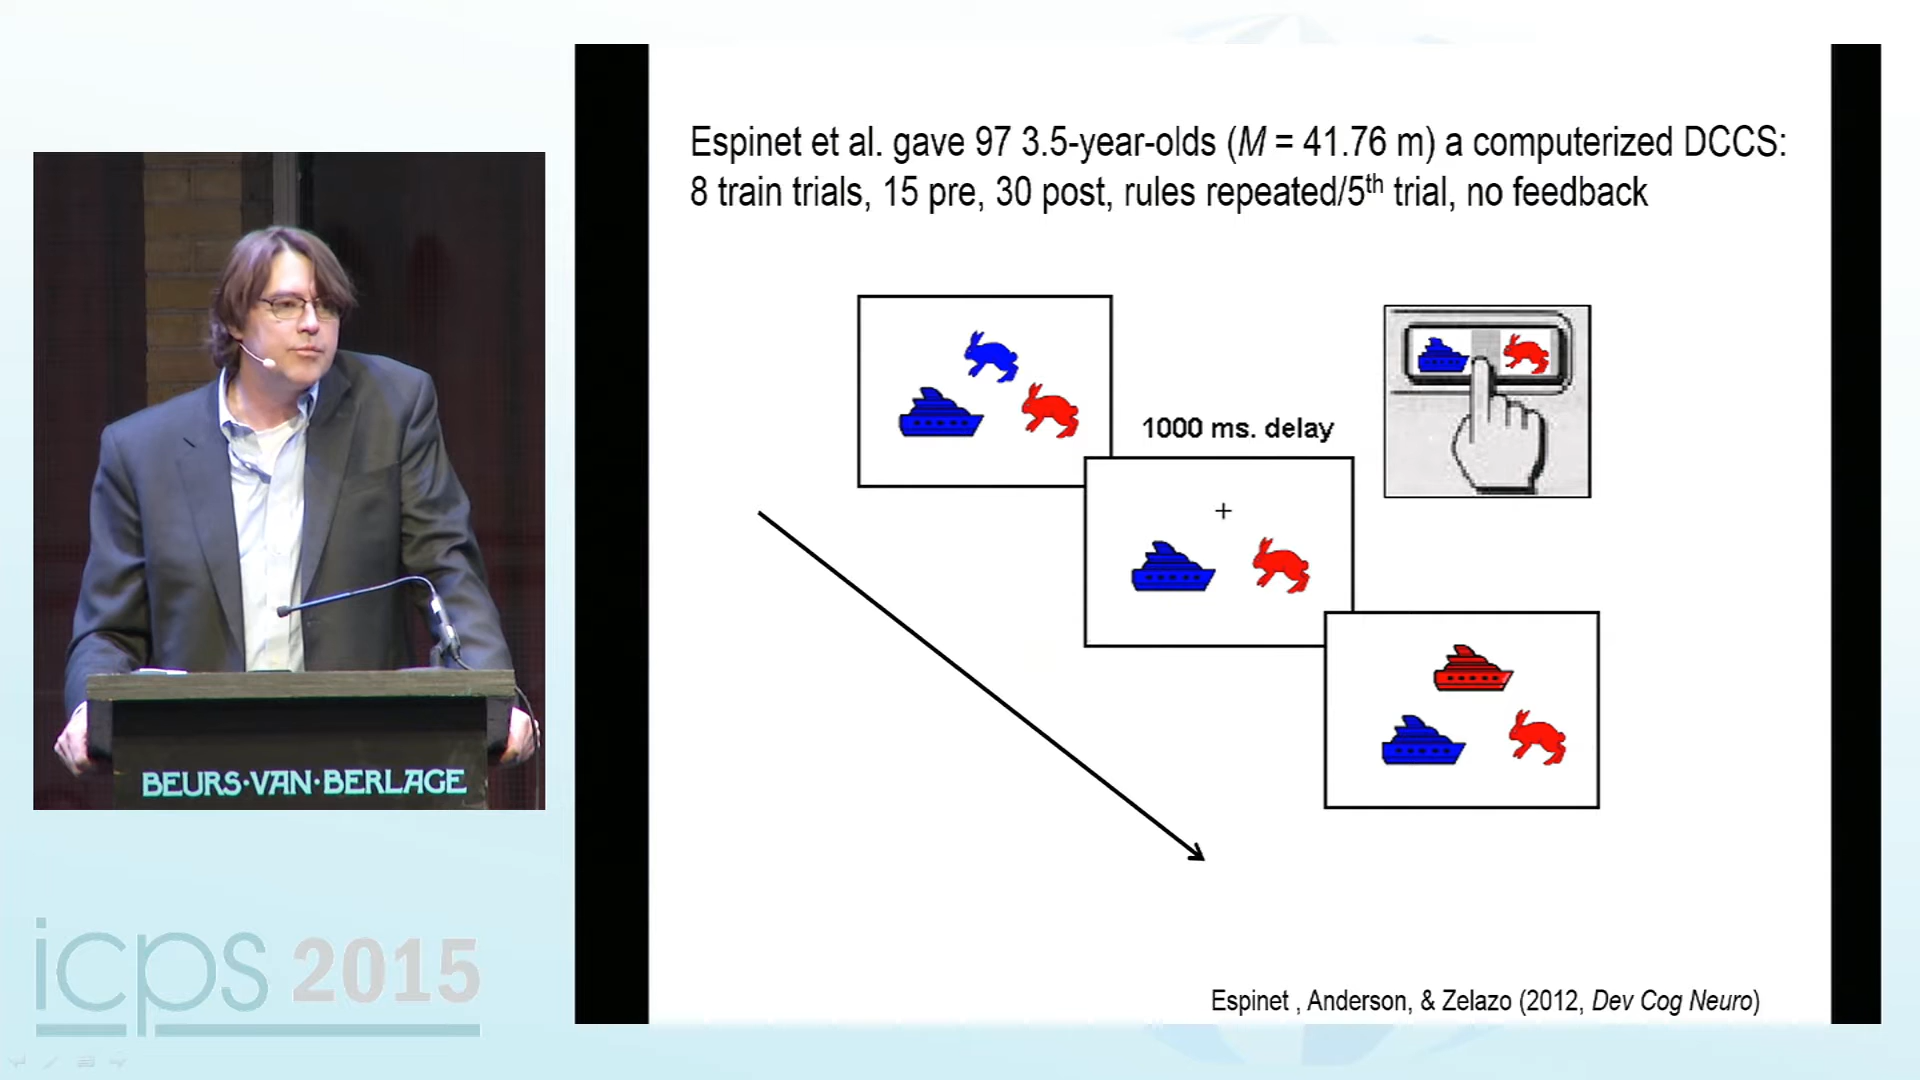 Espinet et al. gave 97 3.5-year-olds (M = 41.76 m) a computerized DCCS:
8 train trials, 15 pre, 30 post, rules repeated/5th trial, no feedback
1000 ms. delay
+
BEURS·VAN·BERLAGE
icps 2015
Espinet , Anderson, & Zelazo (2012, Dev Cog Neuro)